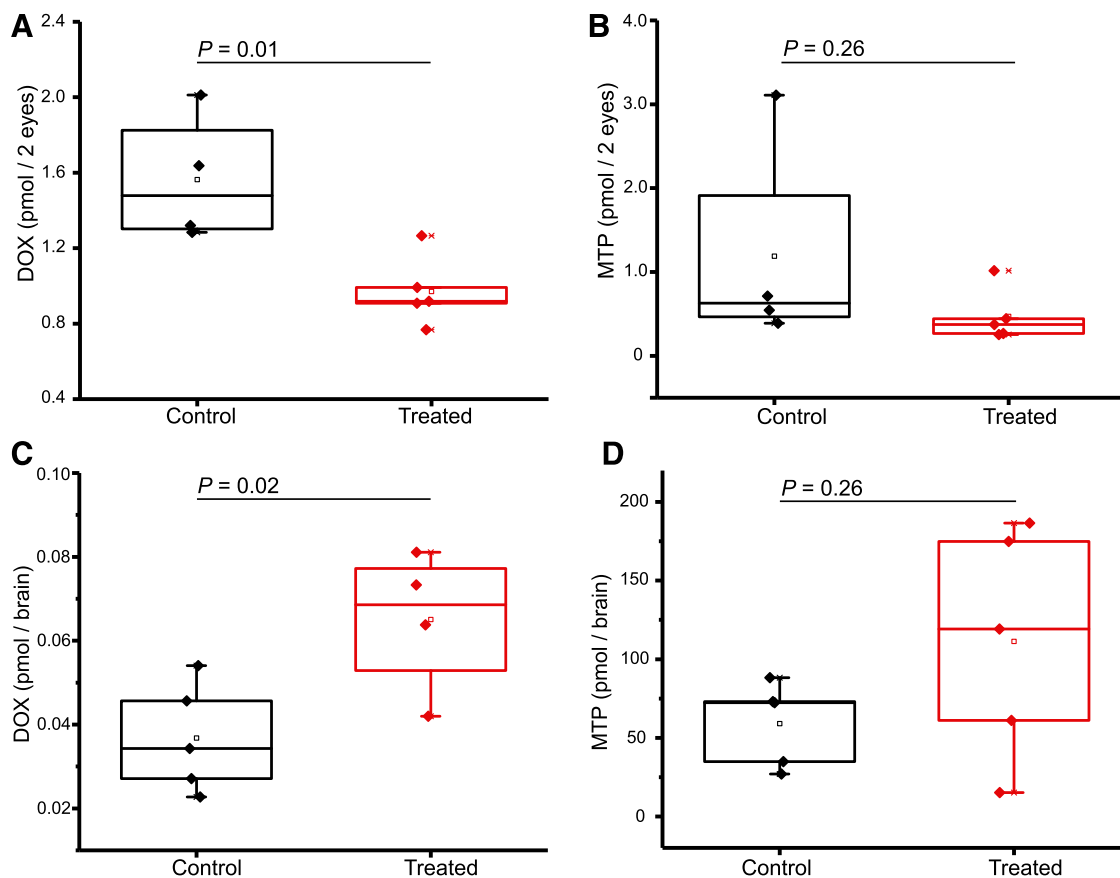 A
2.4
2.0
1.6
1.2
0.8
0.4
DOX (pmol / 2 eyes)
P = 0.01
Control
Treated
B
4.0
3.0
2.0
1.0
0
MTP (pmol / 2 eyes)
P = 0.26
Control
Treated
C
0.10
0.08
0.06
0.04
0.02
DOX (pmol / brain)
P = 0.02
Control
Treated
D
200
150
100
50
0
MTP (pmol / brain)
P = 0.26
Control
Treated